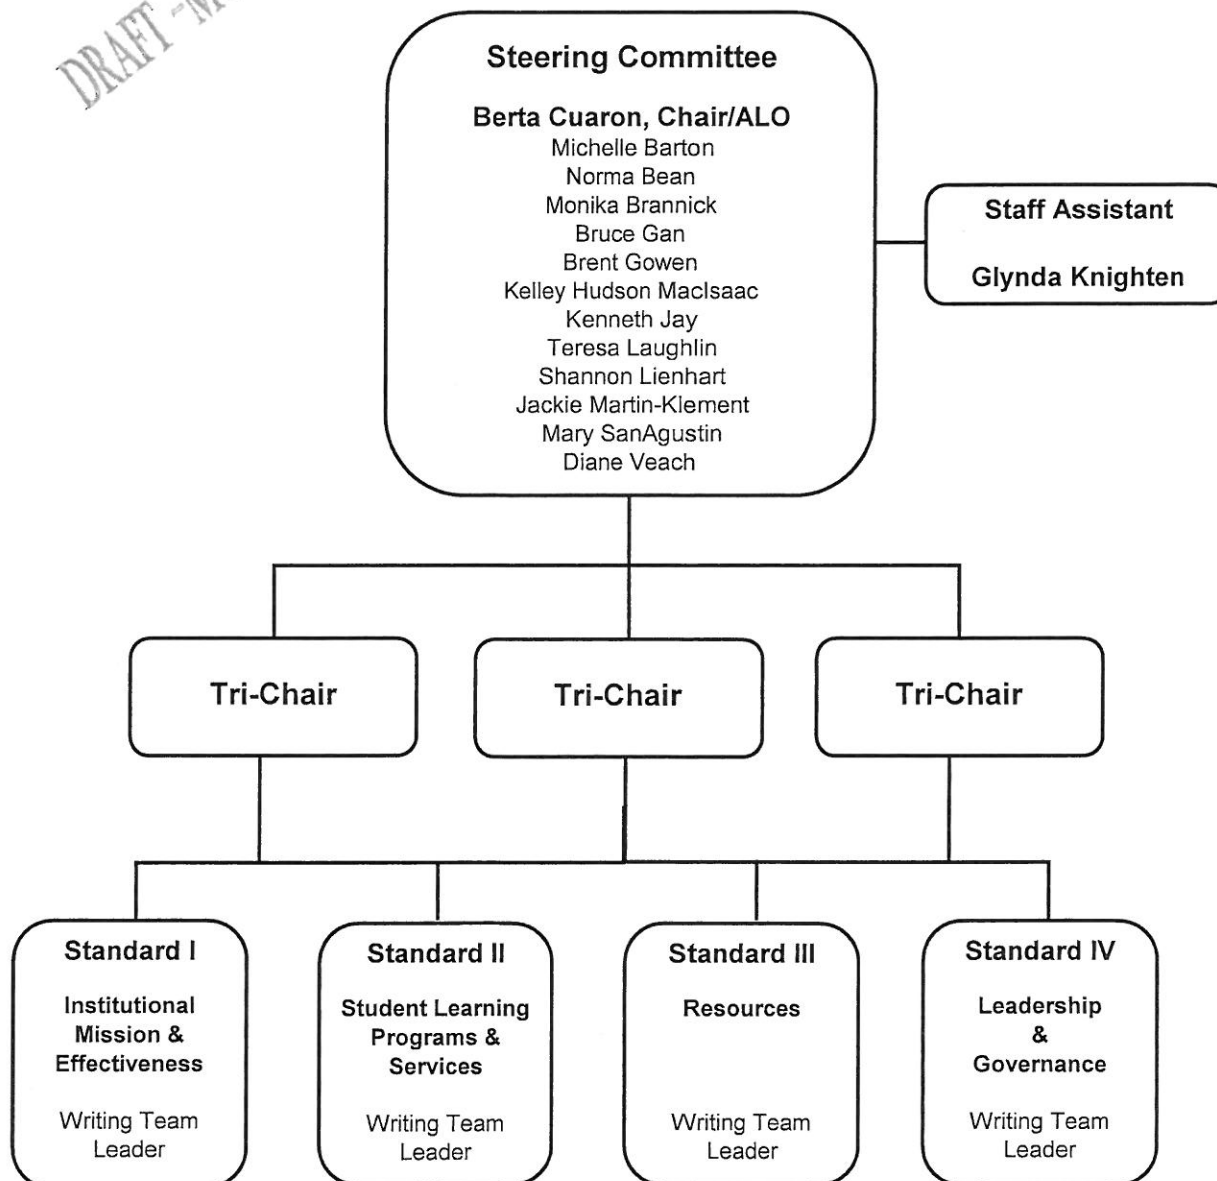 DRAFT
Steering Committee
Berta Cuaron, Chair/ALO
Michelle Barton
Norma Bean
Monika Brannick
Bruce Gan
Brent Gowen
Kelley Hudson MacIsaac
Kenneth Jay
Teresa Laughlin
Shannon Lienhart
Jackie Martin-Klement
Mary SanAgustin
Diane Veach
Staff Assistant
Glynda Knighten
Tri-Chair
Tri-Chair
Tri-Chair
Standard I
Institutional
Mission &
Effectiveness
Writing Team
Leader
Standard II
Student Learning
Programs &
Services
Writing Team
Leader
Standard III
Resources
Writing Team
Leader
Standard IV
Leadership
&
Governance
Writing Team
Leader